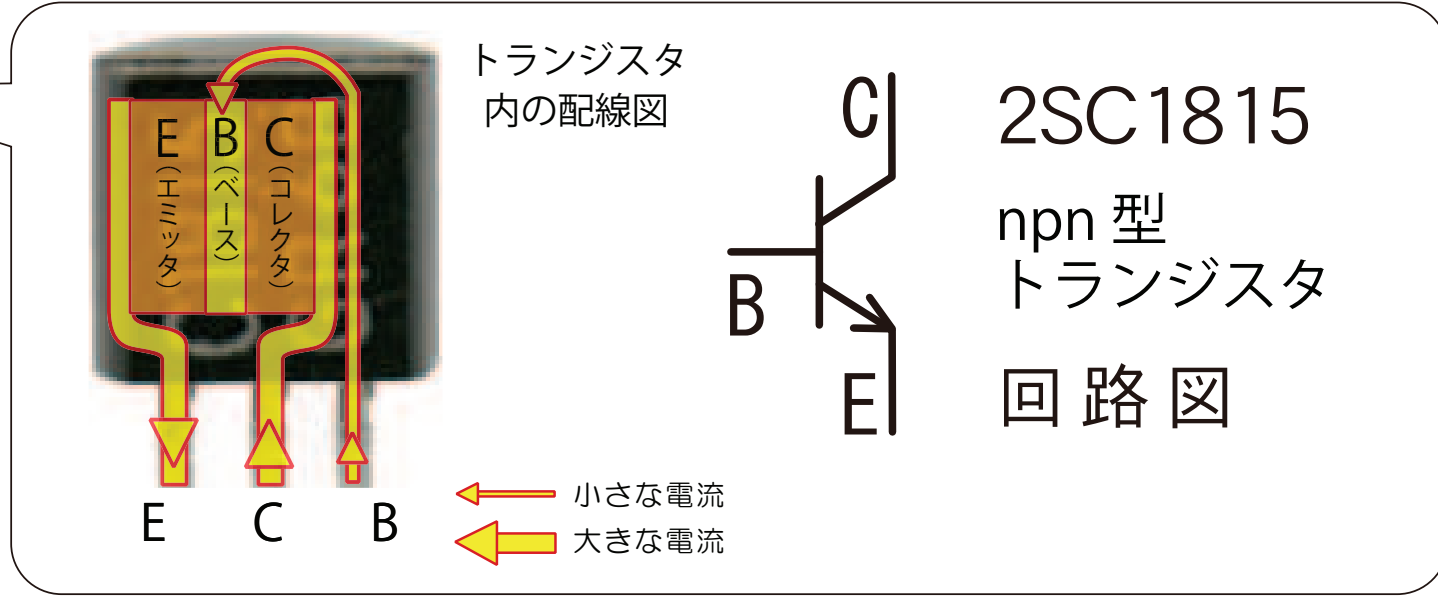 トランジスタ
内の配線図
E
(エミッタ)
B
(ベース)
C
(コレクタ)
E
C
B
小さな電流
大きな電流
C
B
E
2SC1815
npn 型
トランジスタ
回 路 図